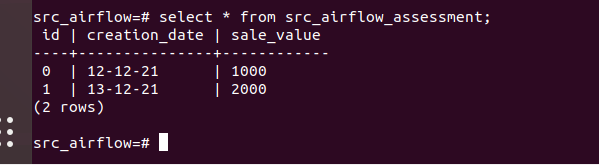 src_airflow=# select * from src_airflow_assessment;
 id | creation_date | sale_value
----+---------------+------------
 0  | 12-12-21      | 1000
 1  | 13-12-21      | 2000
(2 rows)
src_airflow=#